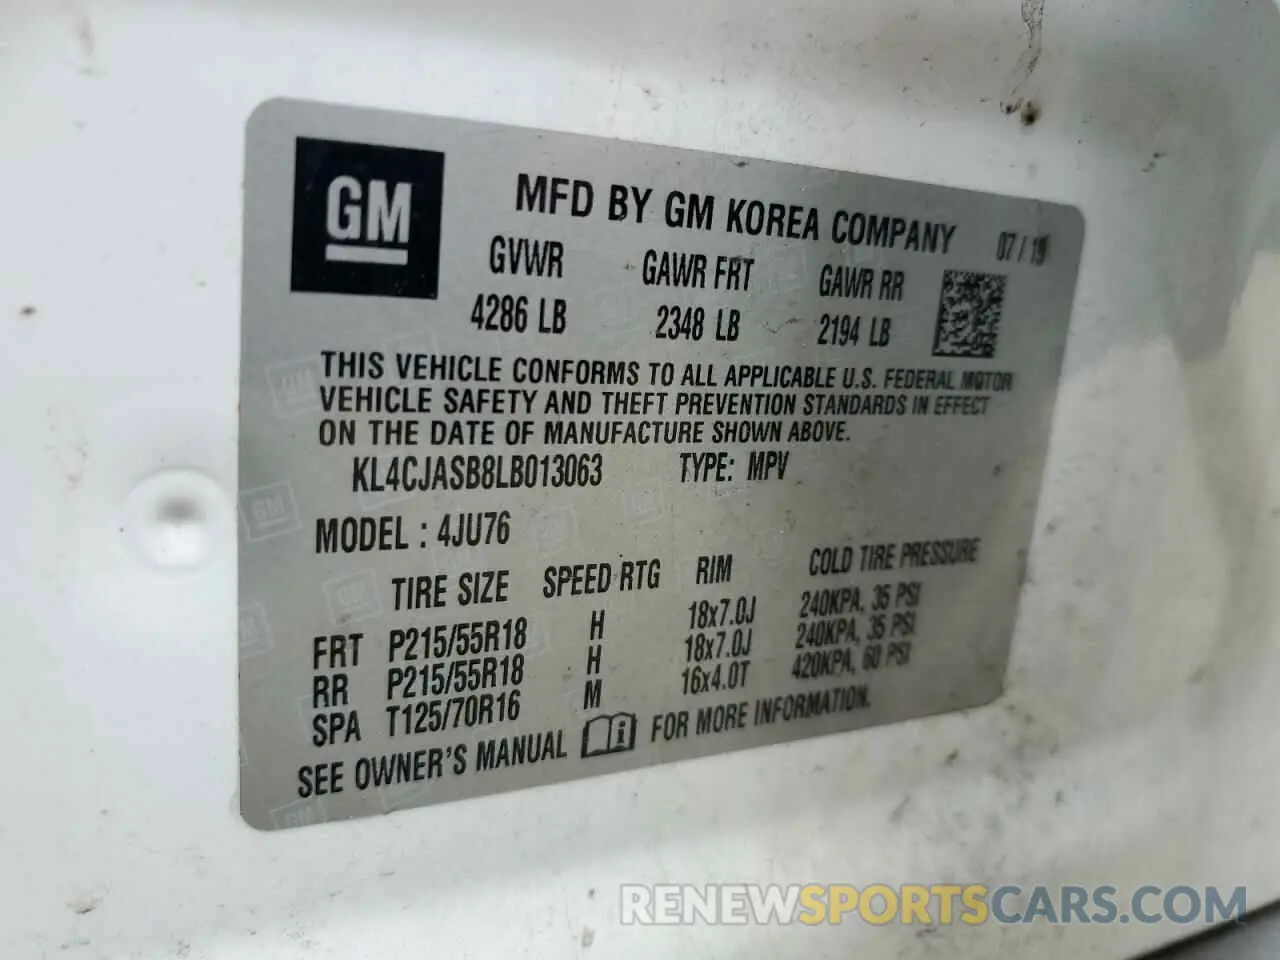 GM
MFD BY GM KOREA COMPANY 07/19
GVWR GAWR FRT GAWR RR
4286 LB 2348 LB 2194 LB
THIS VEHICLE CONFORMS TO ALL APPLICABLE U.S. FEDERAL MOTOR
VEHICLE SAFETY AND THEFT PREVENTION STANDARDS IN EFFECT
ON THE DATE OF MANUFACTURE SHOWN ABOVE.
KL4CJASB8LB013063 TYPE: MPV
MODEL : 4JU76
TIRE SIZE SPEED RTG RIM COLD TIRE PRESSURE
FRT P215/55R18 H 18x7.0J 240KPA, 35 PSI
RR P215/55R18 H 18x7.0J 240KPA, 35 PSI
SPA T125/70R16 M 16x4.0T 420KPA, 60 PSI
SEE OWNER'S MANUAL FOR MORE INFORMATION.
RENEWSPORTSCARS.COM